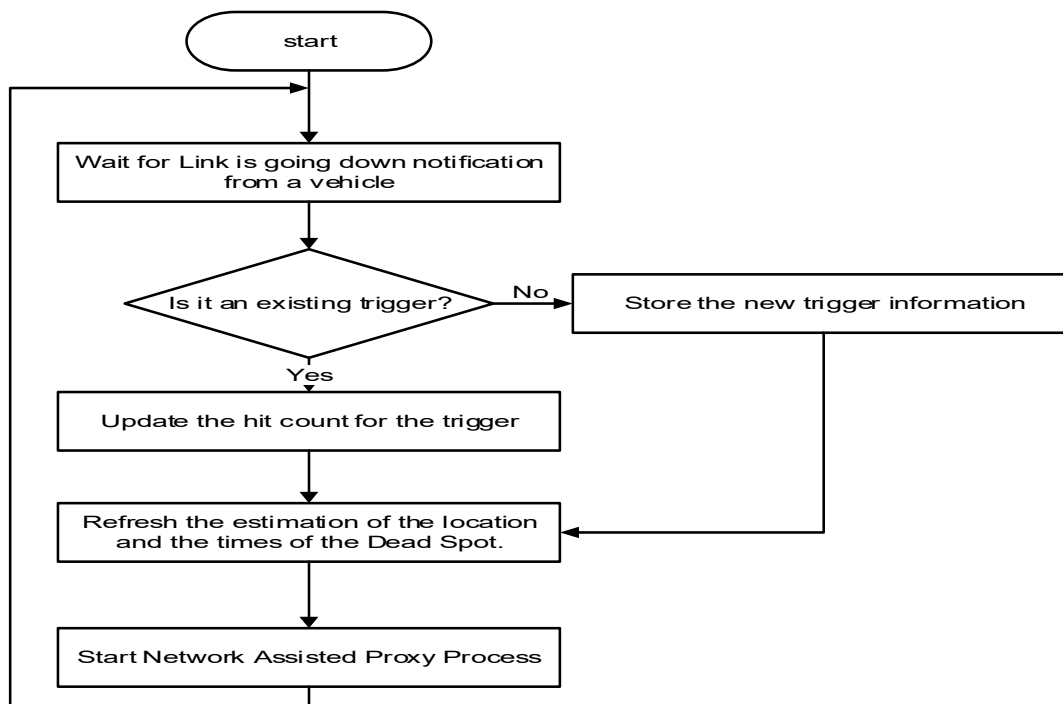 start
Wait for Link is going down notification
from a vehicle
Is it an existing trigger?
No
Store the new trigger information
Yes
Update the hit count for the trigger
Refresh the estimation of the location
and the times of the Dead Spot.
Start Network Assisted Proxy Process